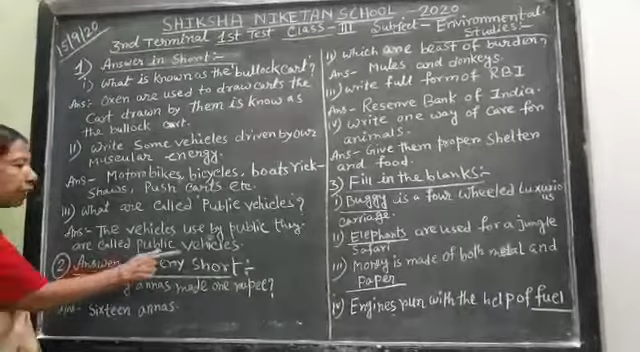 15/9/20
SHIKSHA NIKETAN SCHOOL - 2020
3nd Terminal 1st Test Class-III Subject- Environmental
Studies:-
1) Answer in Short:-
i) What is known as the bullock cart?
Ans:- Oxen are used to draw carts the
cart drawn by them is know as
the bullock cart.
ii) Write Some vehicles driven by our
muscular energy.
Ans- Motorbikes, bicycles, boats rick-
Shaws, Push carts etc.
iii) What are called 'Public vehicles'?
Ans:- The vehicles use by public they
are called public vehicles.
2) Answer Short:-
annas made one rupee?
Sixteen annas.
ii) Which are beast of burden?
Ans- Mules and donkeys.
iii) Write full form of RBI
Ans- Reserve Bank of India.
iv) Write one way of care for
animals.
Ans- Give them proper Shelter
and food.
3) Fill in the blanks:-
i) Buggy is a four wheeled Luxurio
us
carriage.
ii) Elephants are used for a jungle
Safari
iii) Money is made of both metal and
Paper
iv) Engines run with the help of fuel